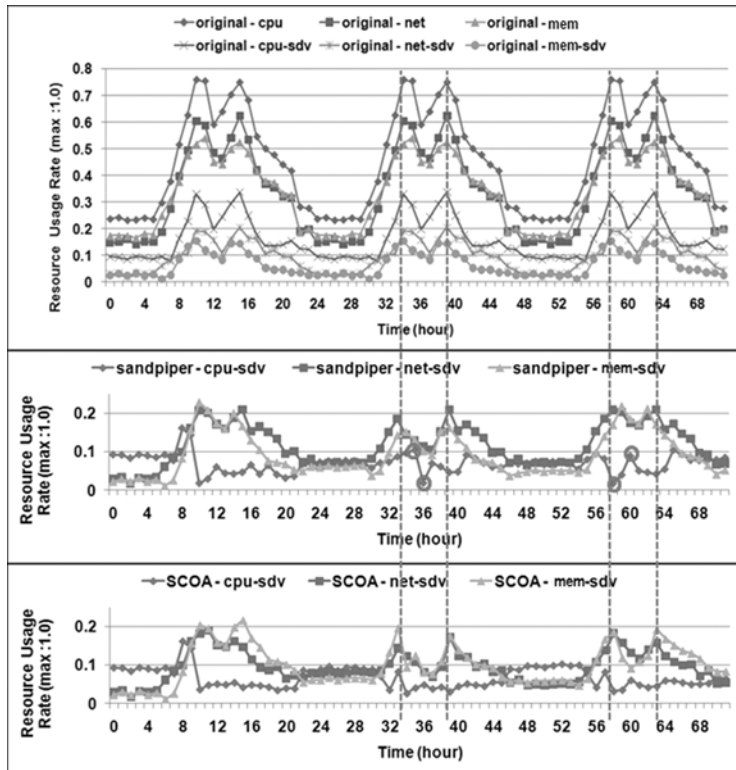 original - cpu original - net original - mem
original - cpu-sdv original - net-sdv original - mem-sdv
Resource Usage Rate (max :1.0)
0.8
0.7
0.6
0.5
0.4
0.3
0.2
0.1
0
0 4 8 12 16 20 24 28 32 36 40 44 48 52 56 60 64 68
Time (hour)
sandpiper - cpu-sdv sandpiper - net-sdv sandpiper - mem-sdv
Resource Usage
Rate (max :1.0)
0.2
0.1
0
0 4 8 12 16 20 24 28 32 36 40 44 48 52 56 60 64 68
Time (hour)
SCOA - cpu-sdv SCOA - net-sdv SCOA - mem-sdv
Resource Usage
Rate (max :1.0)
0.2
0.1
0
0 4 8 12 16 20 24 28 32 36 40 44 48 52 56 60 64 68
Time (hour)